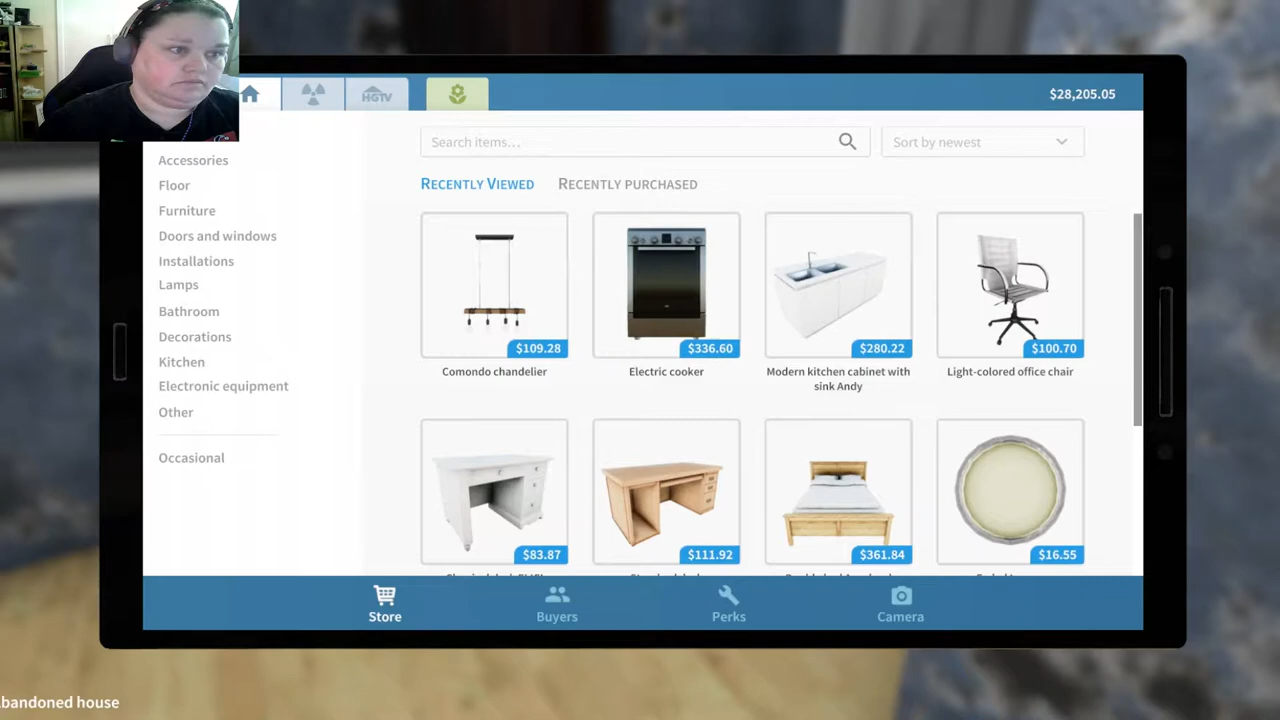 HGTV
$28,205.05
Search items...
Sort by newest
Accessories
Floor
Furniture
Doors and windows
Installations
Lamps
Bathroom
Decorations
Kitchen
Electronic equipment
Other
Occasional
RECENTLY VIEWED
RECENTLY PURCHASED
$109.28
$336.60
$280.22
$100.70
Comondo chandelier
Electric cooker
Modern kitchen cabinet with
sink Andy
Light-colored office chair
$83.87
$111.92
$361.84
$16.55
Store
Buyers
Perks
Camera
bandoned house